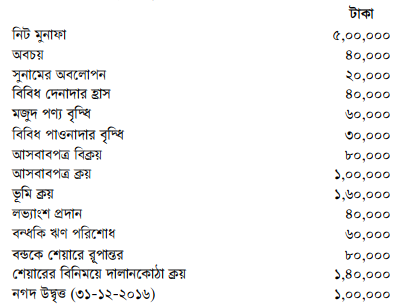 টাকা
নিট মুনাফা ৫,০০,০০০
অবচয় ৪০,০০০
সুনামের অবলোপন ২০,০০০
বিবিধ দেনাদার হ্রাস ৪০,০০০
মজুদ পণ্য বৃদ্ধি ৬০,০০০
বিবিধ পাওনাদার বৃদ্ধি ৩০,০০০
আসবাবপত্র বিক্রয় ৮০,০০০
আসবাবপত্র ক্রয় ১,০০,০০০
ভূমি ক্রয় ১,৬০,০০০
লভ্যাংশ প্রদান ৪০,০০০
বন্ধকি ঋণ পরিশোধ ৬০,০০০
বন্ডকে শেয়ারে রূপান্তর ৮০,০০০
শেয়ারের বিনিময়ে দালানকোঠা ক্রয় ১,৪০,০০০
নগদ উদ্বৃত্ত (৩১-১২-২০১৬) ১,০০,০০০